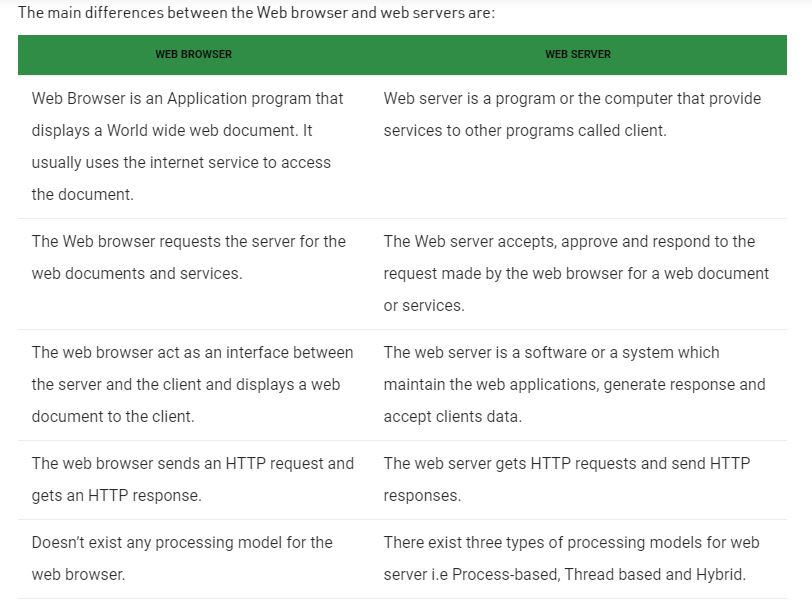 The main differences between the Web browser and web servers are:
WEB BROWSER
WEB SERVER
Web Browser is an Application program that
displays a World wide web document. It
usually uses the internet service to access
the document.
Web server is a program or the computer that provide
services to other programs called client.
The Web browser requests the server for the
web documents and services.
The Web server accepts, approve and respond to the
request made by the web browser for a web document
or services.
The web browser act as an interface between
the server and the client and displays a web
document to the client.
The web server is a software or a system which
maintain the web applications, generate response and
accept clients data.
The web browser sends an HTTP request and
gets an HTTP response.
The web server gets HTTP requests and send HTTP
responses.
Doesn’t exist any processing model for the
web browser.
There exist three types of processing models for web
server i.e Process-based, Thread based and Hybrid.